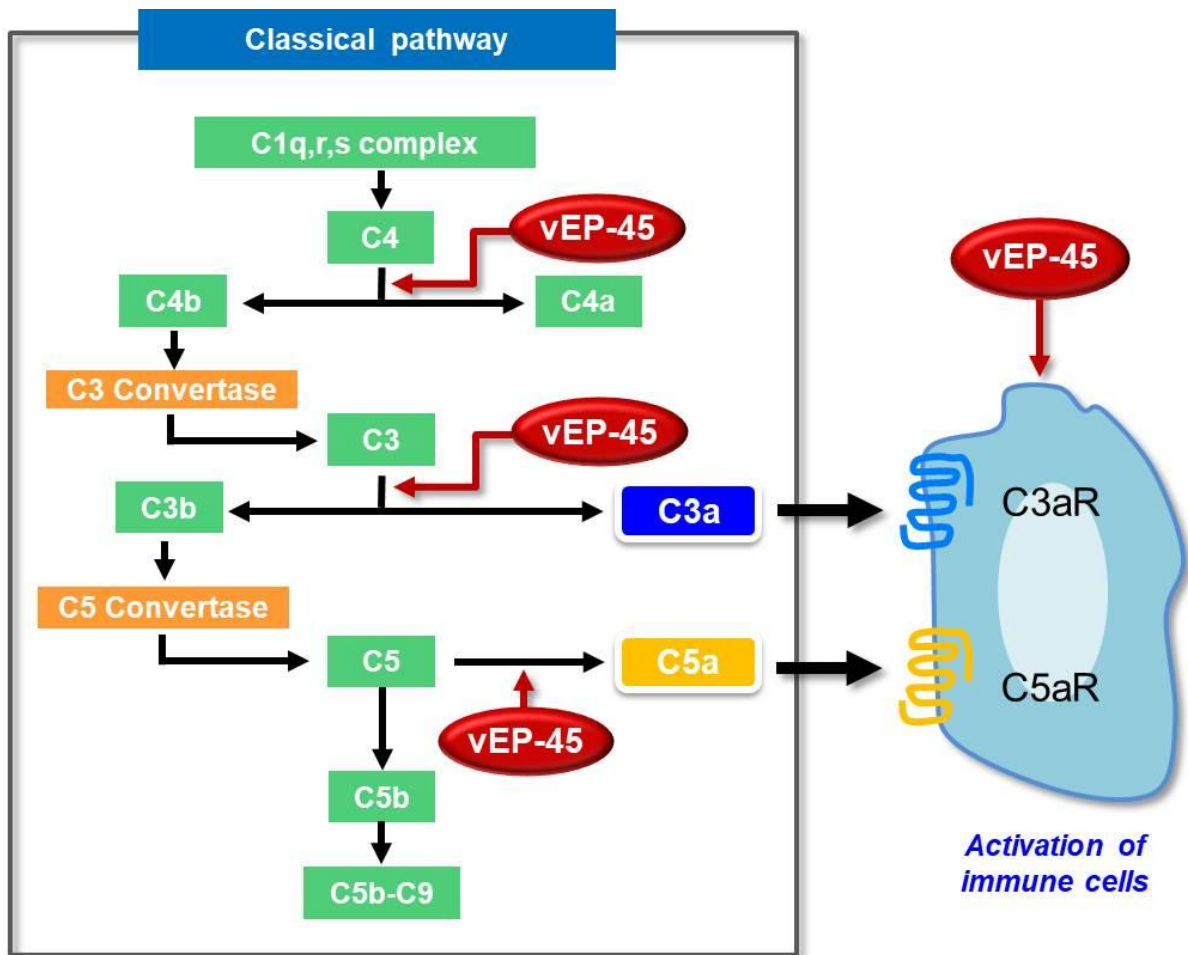 Classical pathway
C1q,r,s complex
C4
vEP-45
vEP-45
C4b
C4a
C3 Convertase
C3
vEP-45
C3b
C3a
C3aR
C5 Convertase
C5
C5a
C5aR
vEP-45
C5b
C5b-C9
Activation of
immune cells